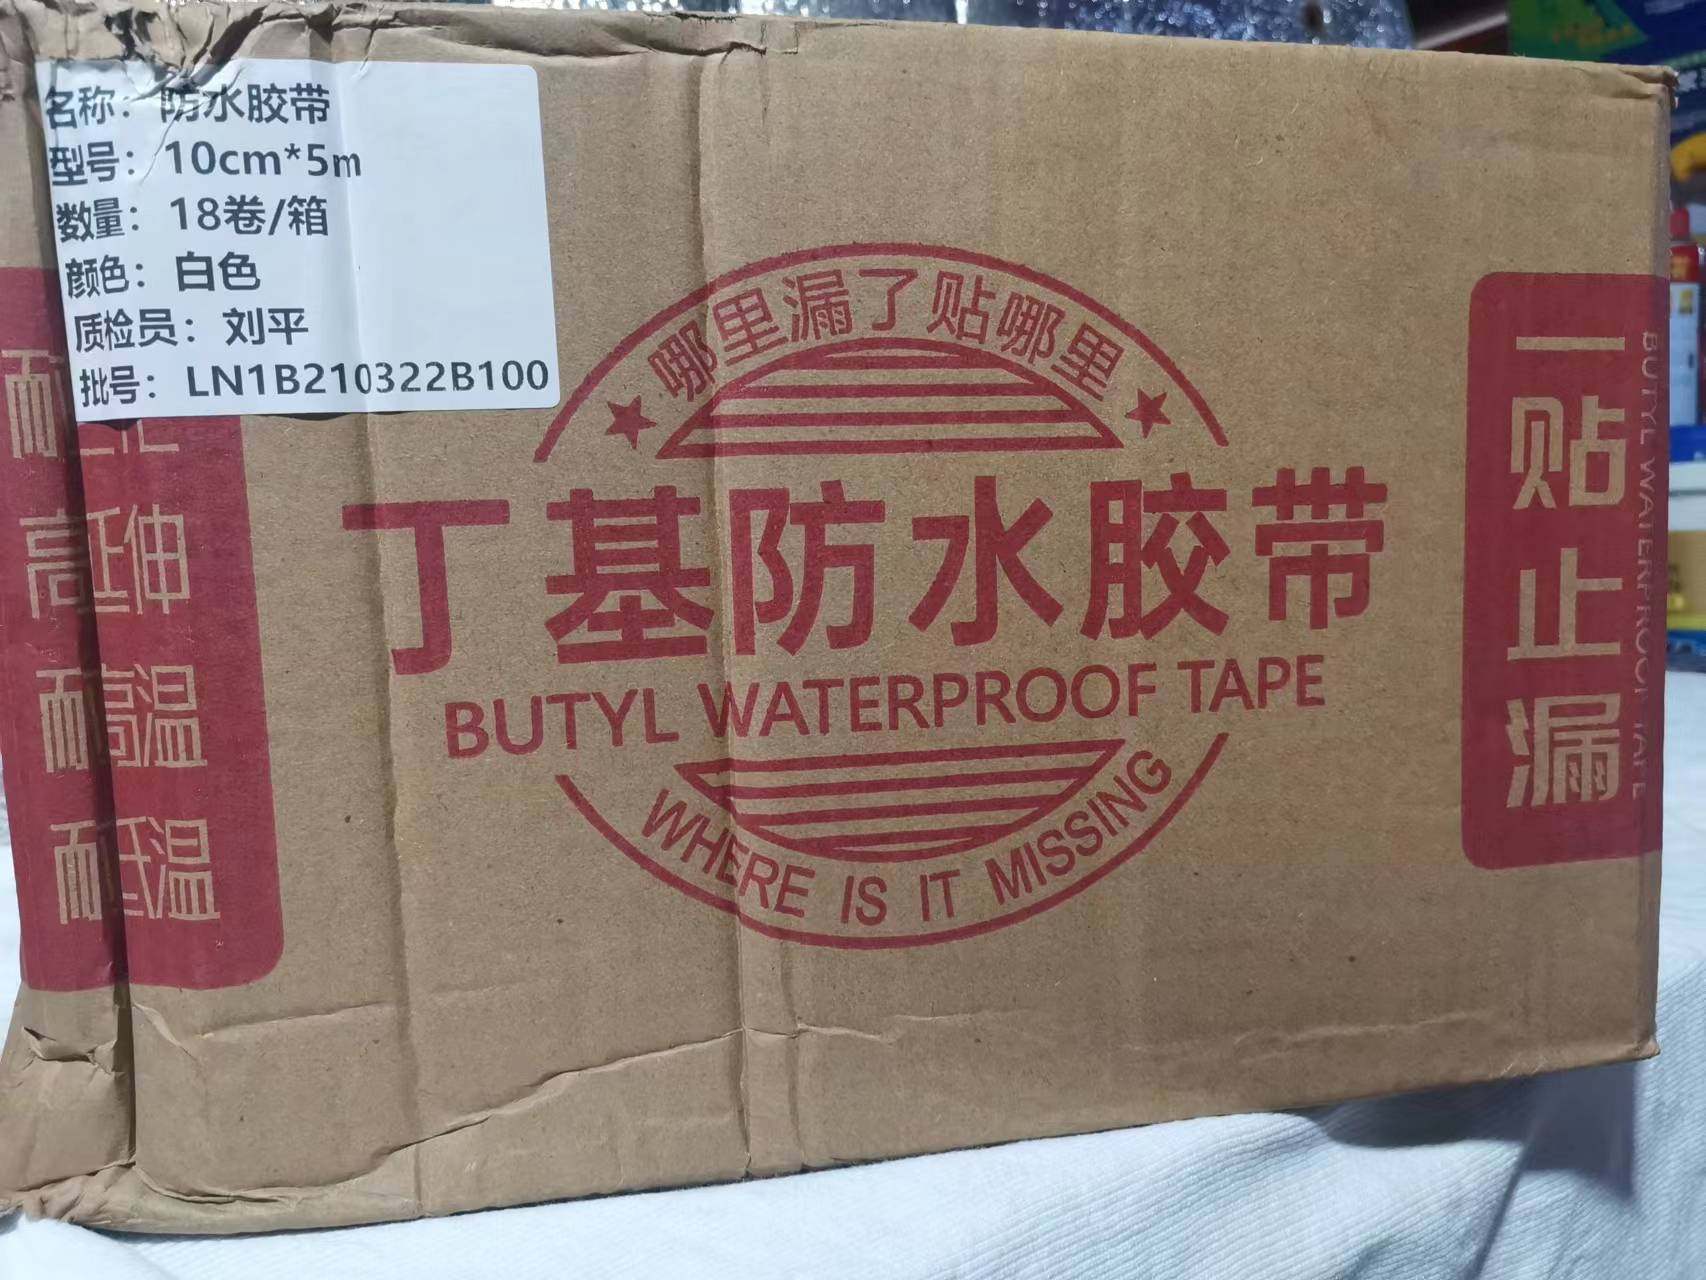 名称：防水胶带
型号：10cm*5m
数量：18卷/箱
颜色：白色
质检员：刘平
批号：LN1B210322B100
哪里漏了贴哪里
丁基防水胶带
BUTYL WATERPROOF TAPE
WHERE IS IT MISSING
高延伸
耐高温
耐低温
一贴止漏
BUTYL WATERPROOF TAPE